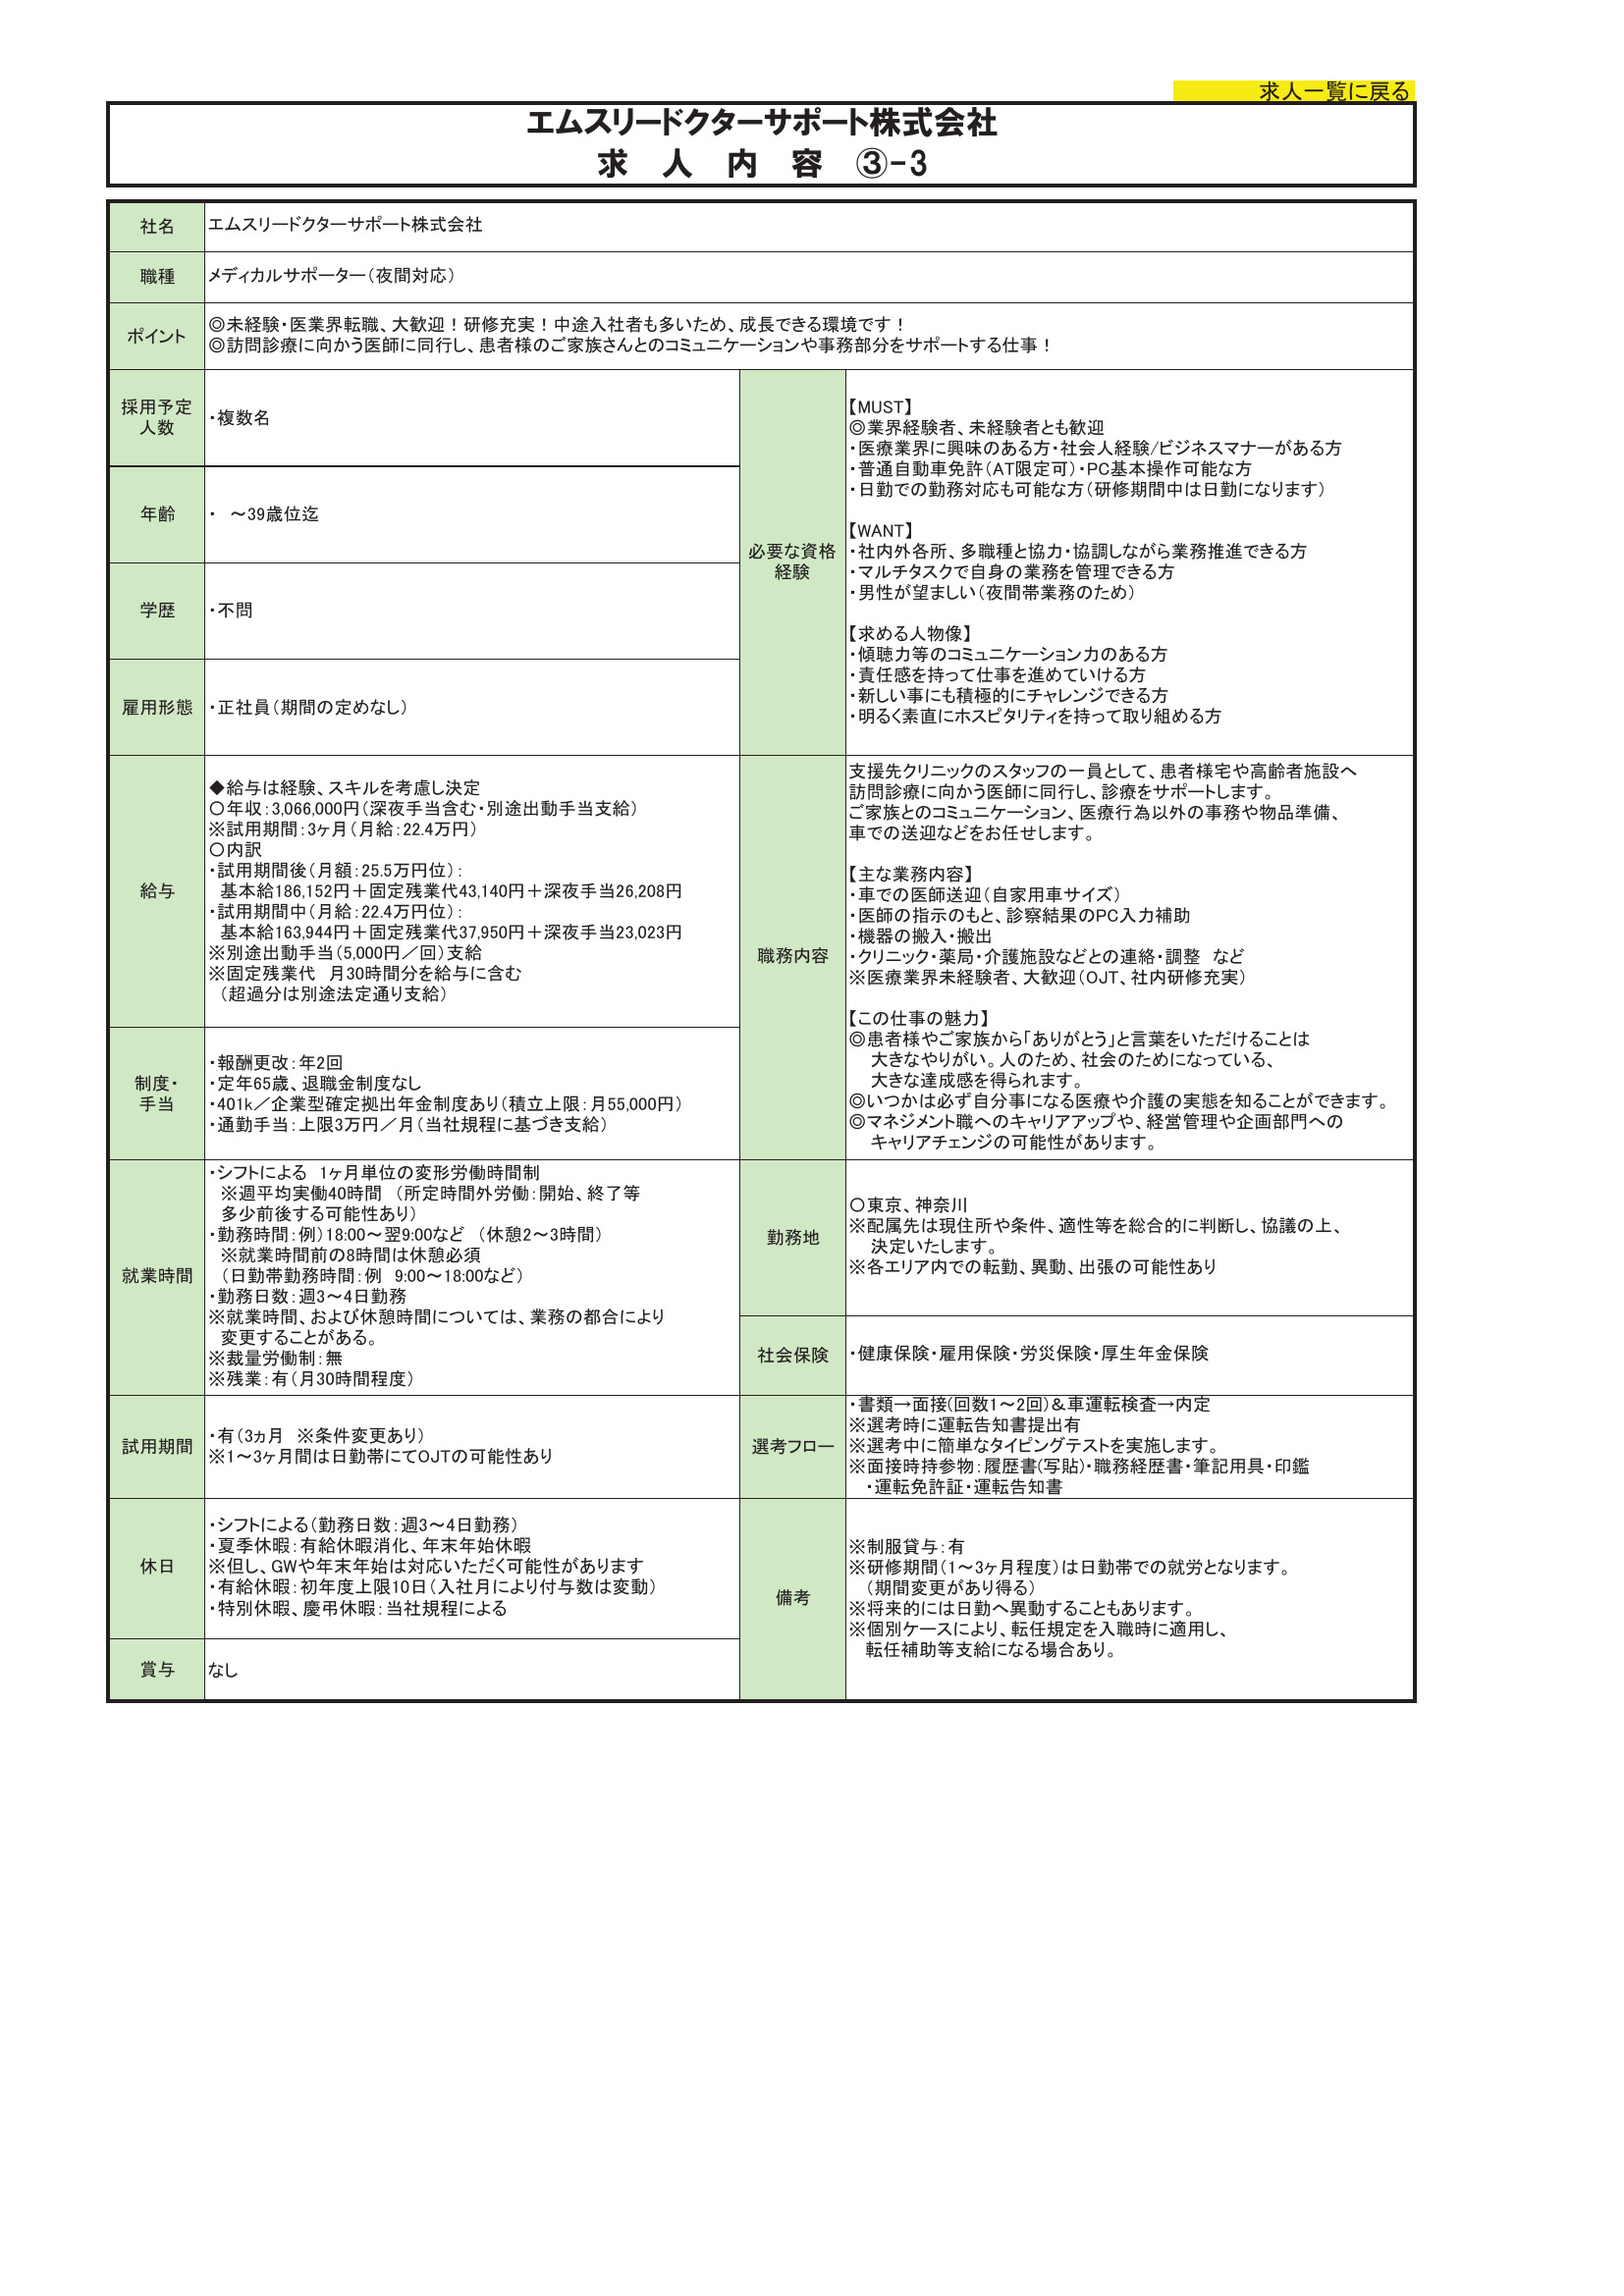 求人一覧に戻る
エムスリードクターサポート株式会社
求　人　内　容　③-3
社名
エムスリードクターサポート株式会社
職種
メディカルサポーター（夜間対応）
ポイント
◎未経験・医業界転職、大歓迎！研修充実！中途入社者も多いため、成長できる環境です！
◎訪問診療に向かう医師に同行し、患者様のご家族さんとのコミュニケーションや事務部分をサポートする仕事！
採用予定
人数
・複数名
年齢
・　～39歳位迄
学歴
・不問
雇用形態
・正社員（期間の定めなし）
必要な資格
経験
【MUST】
◎業界経験者、未経験者とも歓迎
・医療業界に興味のある方・社会人経験/ビジネスマナーがある方
・普通自動車免許（AT限定可）・PC基本操作可能な方
・日勤での勤務対応も可能な方（研修期間中は日勤になります）
【WANT】
・社内外各所、多職種と協力・協調しながら業務推進できる方
・マルチタスクで自身の業務を管理できる方
・男性が望ましい（夜間帯業務のため）
【求める人物像】
・傾聴力等のコミュニケーション力のある方
・責任感を持って仕事を進めていける方
・新しい事にも積極的にチャレンジできる方
・明るく素直にホスピタリティを持って取り組める方
給与
◆給与は経験、スキルを考慮し決定
○年収：3,066,000円（深夜手当含む・別途出動手当支給）
※試用期間：3ヶ月（月給：22.4万円）
○内訳
・試用期間後（月額：25.5万円位）：
基本給186,152円＋固定残業代43,140円＋深夜手当26,208円
・試用期間中（月給：22.4万円位）：
基本給163,944円＋固定残業代37,950円＋深夜手当23,023円
※別途出動手当（5,000円／回）支給
※固定残業代　月30時間分を給与に含む
（超過分は別途法定通り支給）
制度・
手当
・報酬更改：年2回
・定年65歳、退職金制度なし
・401k／企業型確定拠出年金制度あり（積立上限：月55,000円）
・通勤手当：上限3万円／月（当社規程に基づき支給）
職務内容
支援先クリニックのスタッフの一員として、患者様宅や高齢者施設へ
訪問診療に向かう医師に同行し、診療をサポートします。
ご家族とのコミュニケーション、医療行為以外の事務や物品準備、
車での送迎などをお任せします。
【主な業務内容】
・車での医師送迎（自家用車サイズ）
・医師の指示のもと、診察結果のPC入力補助
・機器の搬入・搬出
・クリニック・薬局・介護施設などとの連絡・調整　など
※医療業界未経験者、大歓迎（OJT、社内研修充実）
【この仕事の魅力】
◎患者様やご家族から「ありがとう」と言葉をいただけることは
大きなやりがい。人のため、社会のためになっている、
大きな達成感を得られます。
◎いつかは必ず自分事になる医療や介護の実態を知ることができます。
◎マネジメント職へのキャリアアップや、経営管理や企画部門への
キャリアチェンジの可能性があります。
就業時間
・シフトによる　1ヶ月単位の変形労働時間制
※週平均実働40時間　（所定時間外労働：開始、終了等
多少前後する可能性あり）
・勤務時間：例）18:00～翌9:00など　（休憩2～3時間）
※就業時間前の8時間は休憩必須
（日勤帯勤務時間：例　9:00～18:00など）
・勤務日数：週3～4日勤務
※就業時間、および休憩時間については、業務の都合により
変更することがある。
※裁量労働制：無
※残業：有（月30時間程度）
勤務地
○東京、神奈川
※配属先は現住所や条件、適性等を総合的に判断し、協議の上、
決定いたします。
※各エリア内での転勤、異動、出張の可能性あり
社会保険
・健康保険・雇用保険・労災保険・厚生年金保険
試用期間
・有（3ヵ月　※条件変更あり）
※1～3ヶ月間は日勤帯にてOJTの可能性あり
選考フロー
・書類→面接(回数1～2回)＆車運転検査→内定
※選考時に運転告知書提出有
※選考中に簡単なタイピングテストを実施します。
※面接時持参物：履歴書(写貼)・職務経歴書・筆記用具・印鑑
・運転免許証・運転告知書
休日
・シフトによる（勤務日数：週3～4日勤務）
・夏季休暇：有給休暇消化、年末年始休暇
※但し、GWや年末年始は対応いただく可能性があります
・有給休暇：初年度上限10日（入社月により付与数は変動）
・特別休暇、慶弔休暇：当社規程による
賞与
なし
備考
※制服貸与：有
※研修期間（1～3ヶ月程度）は日勤帯での就労となります。
（期間変更があり得る）
※将来的には日勤へ異動することもあります。
※個別ケースにより、転任規定を入職時に適用し、
転任補助等支給になる場合あり。